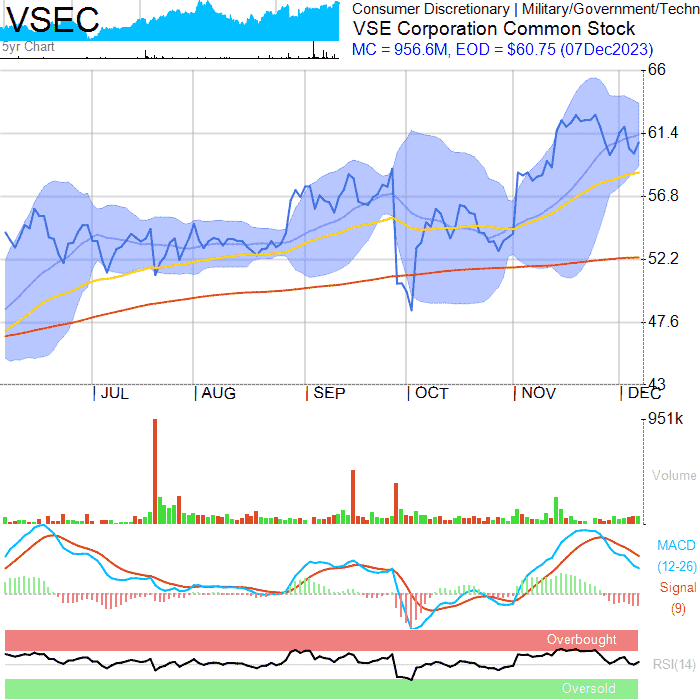 VSEC
5yr Chart
Consumer Discretionary | Military/Government/Techn
VSE Corporation Common Stock
MC = 956.6M, EOD = $60.75 (07Dec2023)
66
61.4
56.8
52.2
47.6
43
JUL
AUG
SEP
OCT
NOV
DEC
951k
Volume
MACD
(12-26)
Signal
(9)
Overbought
RSI(14)
Oversold